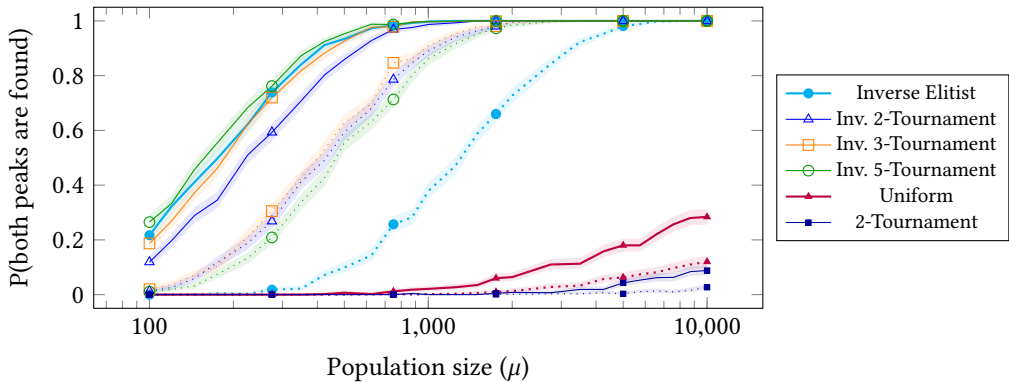 P(both peaks are found)
1
0.8
0.6
0.4
0.2
0
100
1,000
10,000
Population size (μ)
Inverse Elitist
Inv. 2-Tournament
Inv. 3-Tournament
Inv. 5-Tournament
Uniform
2-Tournament